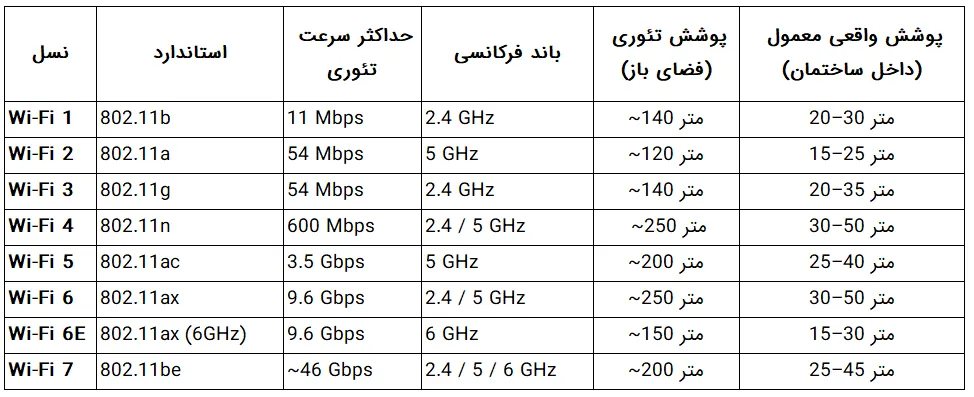 نسل | استاندارد | حداکثر سرعت تئوری | باند فرکانسی | پوشش تئوری (فضای باز) | پوشش واقعی معمول (داخل ساختمان)
Wi-Fi 1 | 802.11b | 11 Mbps | 2.4 GHz | ~140 متر | 20–30 متر
Wi-Fi 2 | 802.11a | 54 Mbps | 5 GHz | ~120 متر | 15–25 متر
Wi-Fi 3 | 802.11g | 54 Mbps | 2.4 GHz | ~140 متر | 20–35 متر
Wi-Fi 4 | 802.11n | 600 Mbps | 2.4 / 5 GHz | ~250 متر | 30–50 متر
Wi-Fi 5 | 802.11ac | 3.5 Gbps | 5 GHz | ~200 متر | 25–40 متر
Wi-Fi 6 | 802.11ax | 9.6 Gbps | 2.4 / 5 GHz | ~250 متر | 30–50 متر
Wi-Fi 6E | 802.11ax (6GHz) | 9.6 Gbps | 6 GHz | ~150 متر | 15–30 متر
Wi-Fi 7 | 802.11be | ~46 Gbps | 2.4 / 5 / 6 GHz | ~200 متر | 25–45 متر